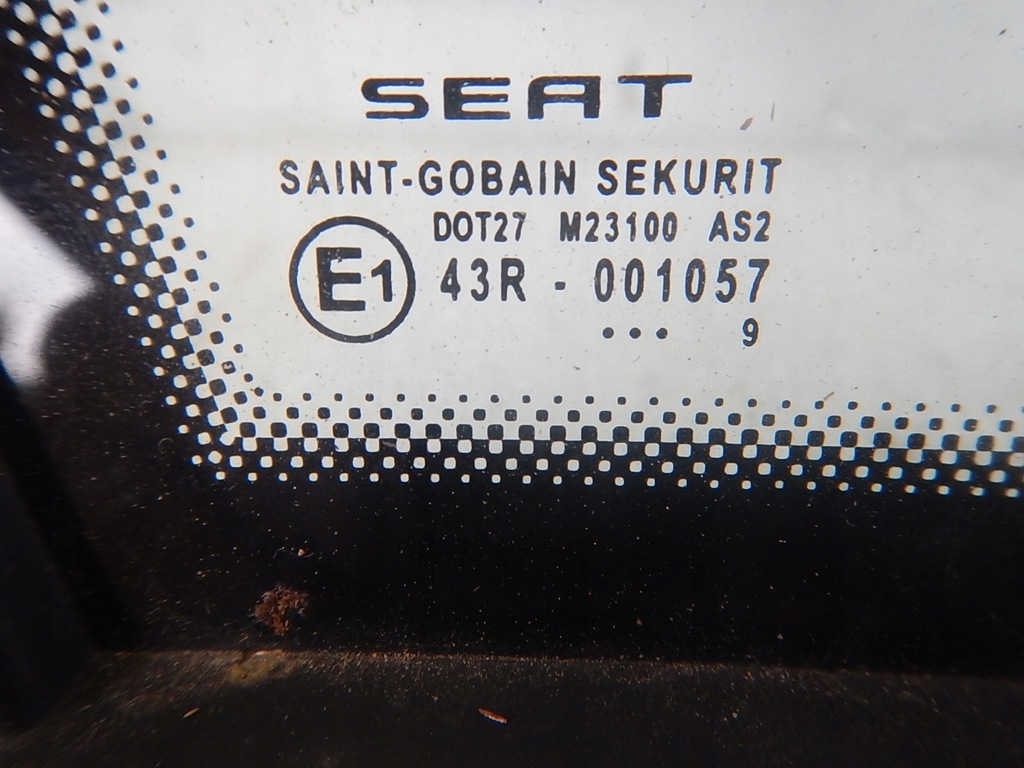 SEAT
SAINT-GOBAIN SEKURIT
DOT27 M23100 AS2
E1 43R - 001057
... 9